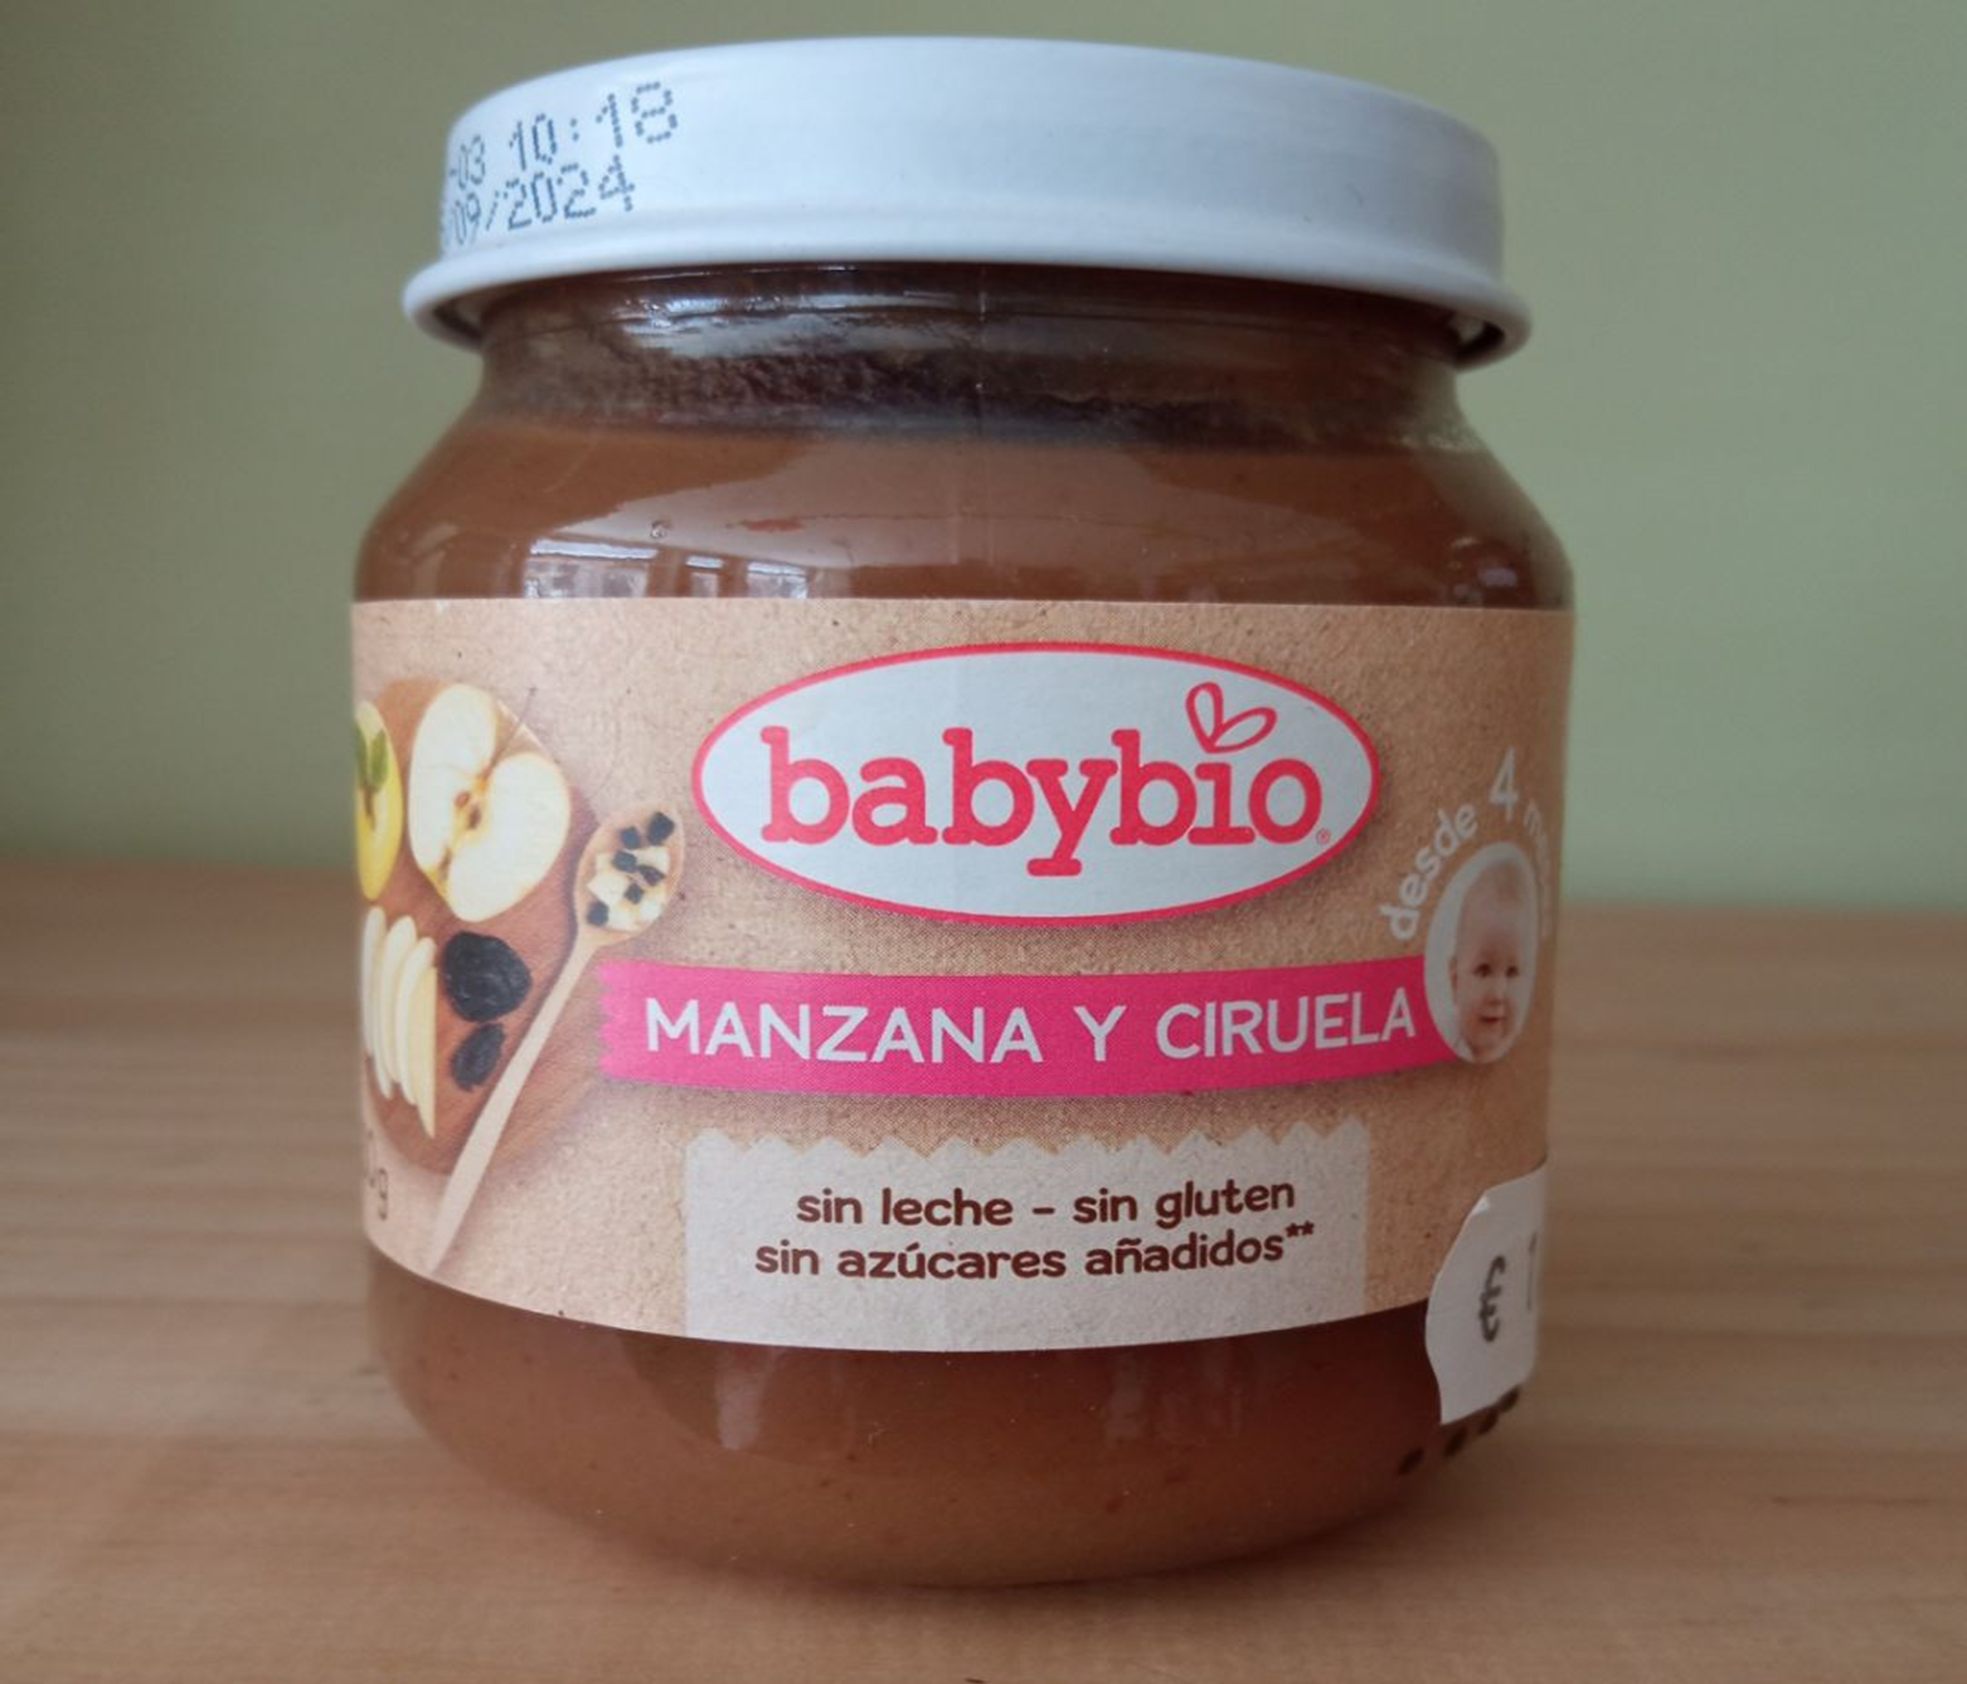 -03 10:18
/09/2024
babybio
desde 4
MANZANA Y CIRUELA
sin leche - sin gluten
sin azúcares añadidos**
€